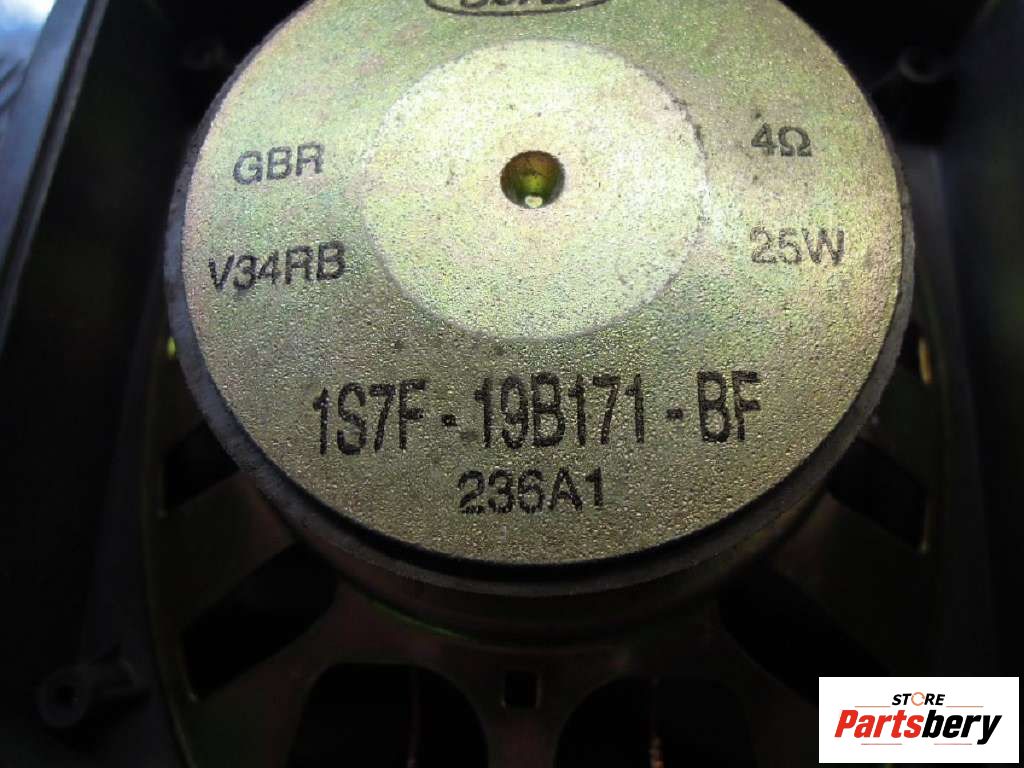 GBR
4Ω
V34RB
25W
1S7F - 19B171 - BF
236A1
STORE
Partsbery